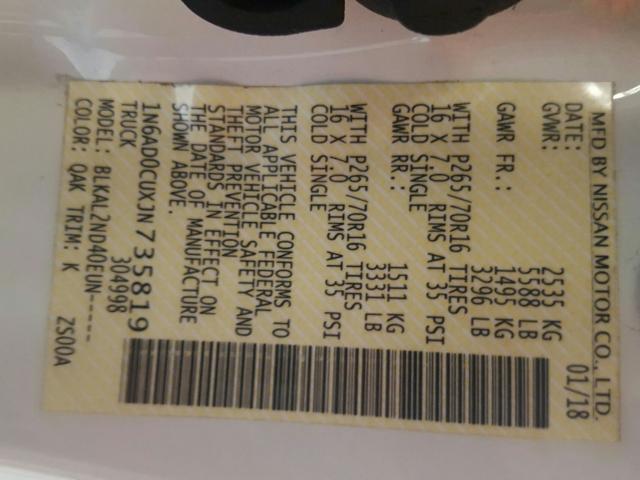 MFD BY NISSAN MOTOR CO., LTD.
DATE: 01/18
GVWR: 2535 KG
5588 LB
GAWR FR.: 1495 KG
3296 LB
WITH P265/70R16 TIRES
16 X 7.0 RIMS AT 35 PSI
COLD SINGLE
GAWR RR.: 1511 KG
3331 LB
WITH P265/70R16 TIRES
16 X 7.0 RIMS AT 35 PSI
COLD SINGLE
THIS VEHICLE CONFORMS TO
ALL APPLICABLE FEDERAL
MOTOR VEHICLE SAFETY AND
THEFT PREVENTION
STANDARDS IN EFFECT ON
THE DATE OF MANUFACTURE
SHOWN ABOVE.
1N6AD0CUXJN735819
TRUCK 304998
MODEL: BLKAL2ND40EUN-----
COLOR: QAK TRIM: K ZS00A